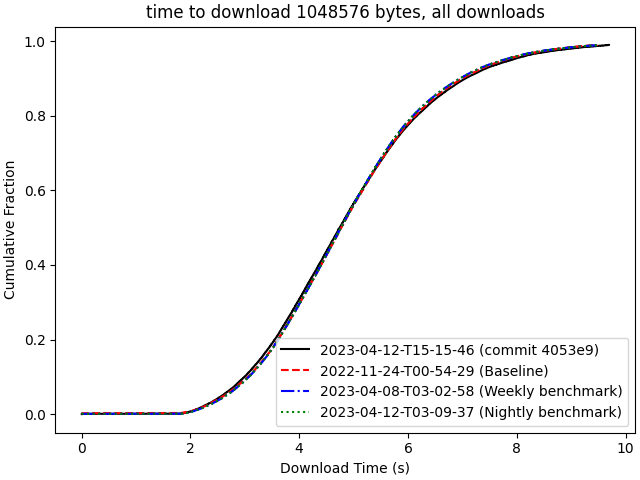 time to download 1048576 bytes, all downloads
1.0
0.8
0.6
0.4
0.2
0.0
Cumulative Fraction
2023-04-12-T15-15-46 (commit 4053e9)
2022-11-24-T00-54-29 (Baseline)
2023-04-08-T03-02-58 (Weekly benchmark)
2023-04-12-T03-09-37 (Nightly benchmark)
0 2 4 6 8 10
Download Time (s)